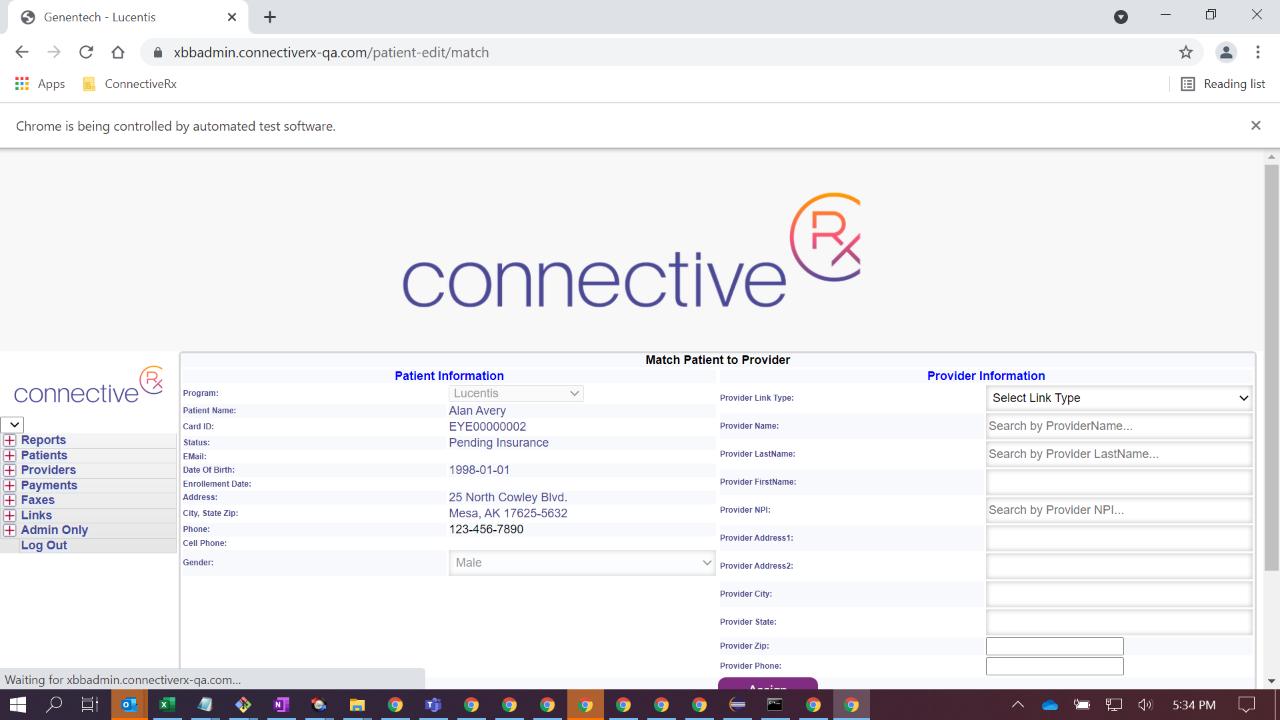 Genentech - Lucentis
xbbadmin.connectiverx-qa.com/patient-edit/match
Apps
ConnectiveRx
Reading list
Chrome is being controlled by automated test software.
connective Rx
connective Rx
Reports
Patients
Providers
Payments
Faxes
Links
Admin Only
Log Out
Match Patient to Provider
Patient Information
Program: Lucentis
Patient Name: Alan Avery
Card ID: EYE00000002
Status: Pending Insurance
EMail:
Date Of Birth: 1998-01-01
Enrollment Date:
Address: 25 North Cowley Blvd.
City, State Zip: Mesa, AK 17625-5632
Phone: 123-456-7890
Cell Phone:
Gender: Male
Provider Information
Provider Link Type: Select Link Type
Provider Name: Search by ProviderName...
Provider LastName: Search by Provider LastName...
Provider FirstName:
Provider NPI: Search by Provider NPI...
Provider Address1:
Provider Address2:
Provider City:
Provider State:
Provider Zip:
Provider Phone:
Assign
Waiting for xbbadmin.connectiverx-qa.com...
5:34 PM